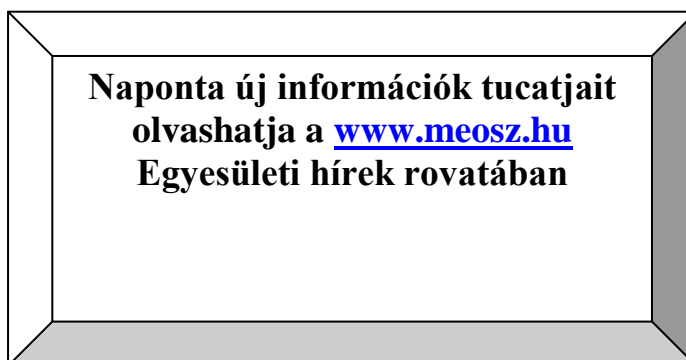 Naponta új információk tucatjait
olvashatja a www.meosz.hu
Egyesületi hírek rovatában